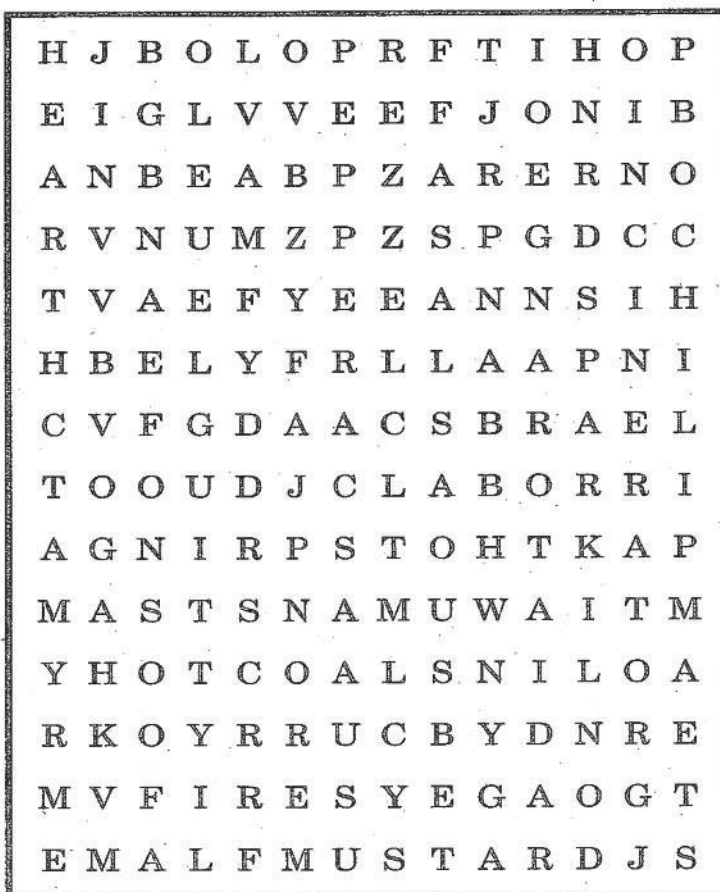 H J B O L O P R F T I H O P
E I G L V V E E F J O N I B
A N B E A B P Z A R E R N O
R V N U M Z P Z S P G D C C
T V A E F Y E E A N N S I H
H B E L Y F R L L A A P N I
C V F G D A A C S B R A E L
T O O U D J C L A B O R R I
A G N I R P S T O H T K A P
M A S T S N A M U W A I T M
Y H O T C O A L S N I L O A
R K O Y R R U C B Y D N R E
M V F I R E S Y E G A O G T
E M A L F M U S T A R D J S